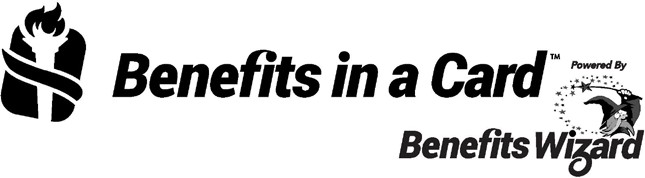 Benefits in a Card™
Powered By
Benefits Wizard